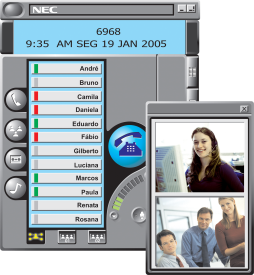 NEC
6968
9:35 AM SEG 19 JAN 2005
André
Bruno
Camila
Daniela
Eduardo
Fábio
Gilberto
Luciana
Marcos
Paula
Renata
Rosana